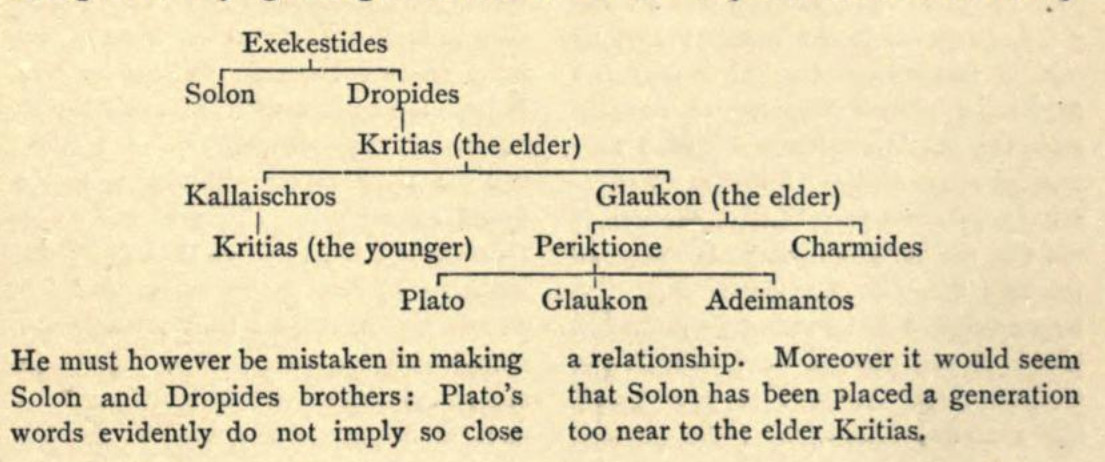 Exekestides
Solon Dropides
Kritias (the elder)
Kallaischros Glaukon (the elder)
Kritias (the younger) Periktione Charmides
Plato Glaukon Adeimantos
He must however be mistaken in making
Solon and Dropides brothers: Plato's
words evidently do not imply so close
a relationship. Moreover it would seem
that Solon has been placed a generation
too near to the elder Kritias.